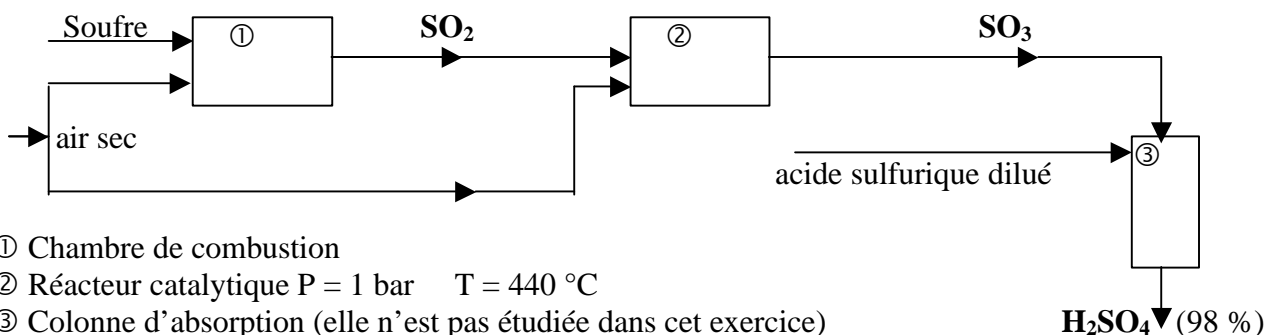 Soufre
①
SO₂
②
SO₃
air sec
③
acide sulfurique dilué
① Chambre de combustion
② Réacteur catalytique P = 1 bar T = 440 °C
③ Colonne d'absorption (elle n'est pas étudiée dans cet exercice)
H₂SO₄ (98 %)